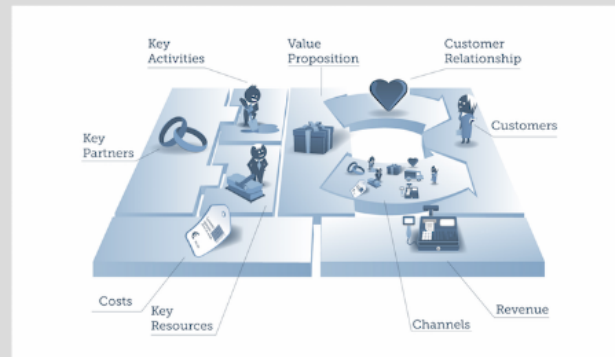 Key
Activities
Value
Proposition
Customer
Relationship
Key
Partners
Customers
Costs
Key
Resources
Channels
Revenue